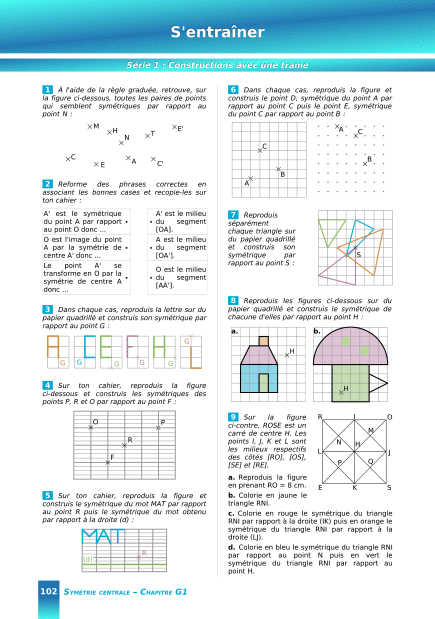 S'entraîner
Série 1 : Constructions avec une trame
1 À l'aide de la règle graduée, retrouve, sur
la figure ci-dessous, toutes les paires de points
qui semblent symétriques par rapport au
point N :
M
H
N
T
E'
C
E
A
C'
2 Reforme des phrases correctes en
associant les bonnes cases et recopie-les sur
ton cahier :
A' est le symétrique
du point A par rapport •
au point O donc ...
O est l'image du point
A par la symétrie de •
centre A' donc ...
Le point A' se
transforme en O par la
symétrie de centre A •
donc ...
A' est le milieu
• du segment
[OA].
A est le milieu
• du segment
[OA'].
O est le milieu
• du segment
[AA'].
3 Dans chaque cas, reproduis la lettre sur du
papier quadrillé et construis son symétrique par
rapport au point G :
A
G
C
G
E
G
F
G
H
G
L
4 Sur ton cahier, reproduis la figure
ci-dessous et construis les symétriques des
points P, R et O par rapport au point F :
O
P
R
F
5 Sur ton cahier, reproduis la figure et
construis le symétrique du mot MAT par rapport
au point R puis le symétrique du mot obtenu
par rapport à la droite (d) :
MAT
R
(d)
6 Dans chaque cas, reproduis la figure et
construis le point D, symétrique du point A par
rapport au point C puis le point E, symétrique
du point C par rapport au point B :
C
B
A
A
C
B
7 Reproduis
séparément
chaque triangle sur
du papier quadrillé
et construis son
symétrique par
rapport au point S :
S
8 Reproduis les figures ci-dessous sur du
papier quadrillé et construis le symétrique de
chacune d'elles par rapport au point H :
a.
H
b.
H
9 Sur la figure
ci-contre, ROSE est un
carré de centre H. Les
points I, J, K et L sont
les milieux respectifs
des côtés [RO], [OS],
[SE] et [RE].
R
I
O
M
N
H
L
J
P
Q
E
K
S
a. Reproduis la figure
en prenant RO = 8 cm.
b. Colorie en jaune le
triangle RNI.
c. Colorie en rouge le symétrique du triangle
RNI par rapport à la droite (IK) puis en orange le
symétrique du triangle RNI par rapport à la
droite (LJ).
d. Colorie en bleu le symétrique du triangle RNI
par rapport au point N puis en vert le
symétrique du triangle RNI par rapport au
point H.
102 Symétrie centrale – Chapitre G1